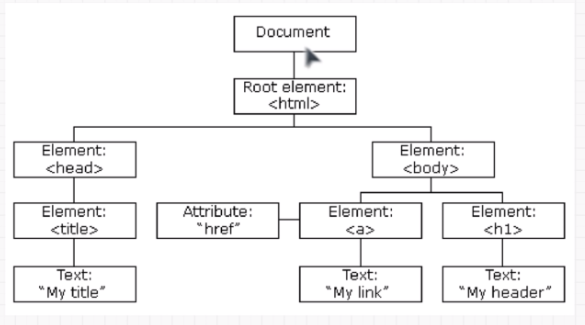 Document
Root element:
<html>
Element:
<head>
Element:
<body>
Element:
<title>
Attribute:
“href”
Element:
<a>
Element:
<h1>
Text:
“My title”
Text:
“My link”
Text:
“My header”